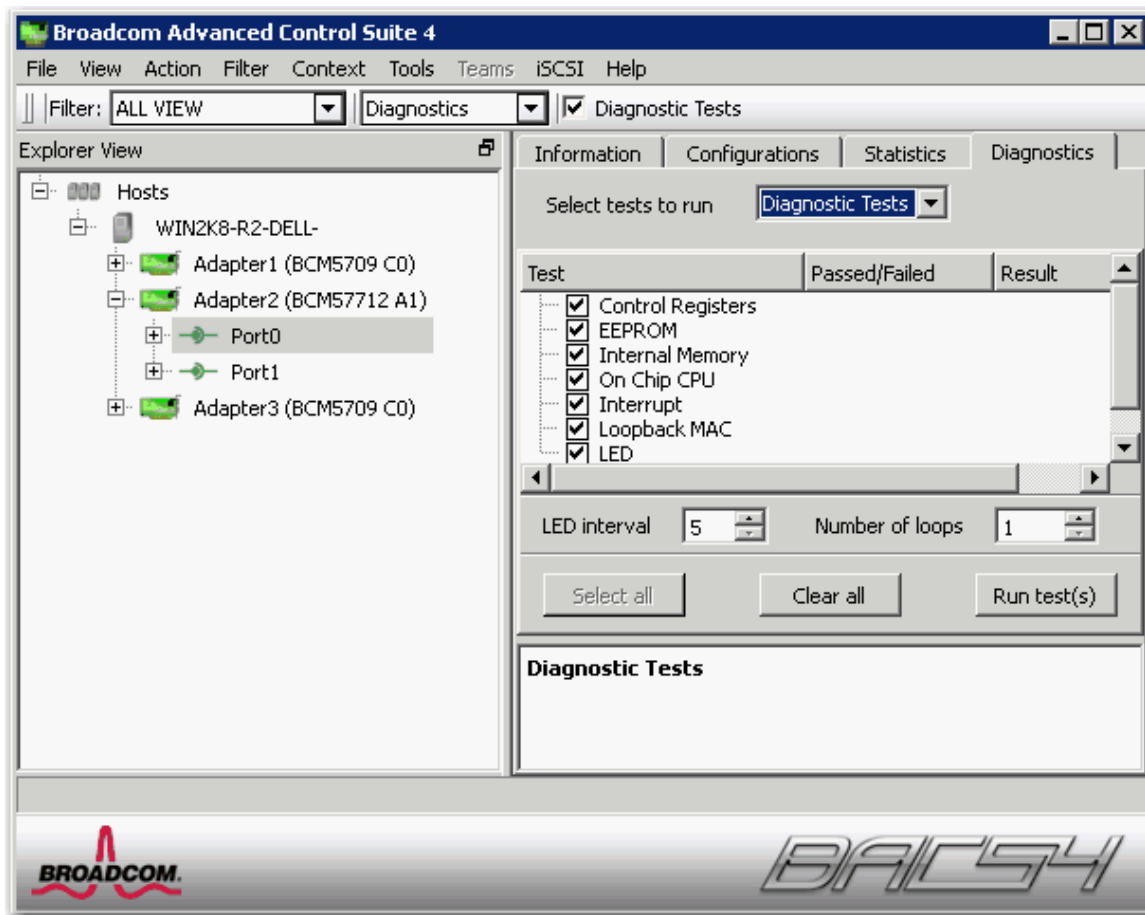 Broadcom Advanced Control Suite 4
File View Action Filter Context Tools Teams iSCSI Help
Filter: ALL VIEW Diagnostics Diagnostic Tests
Explorer View
Hosts
WIN2K8-R2-DELL-
Adapter1 (BCM5709 C0)
Adapter2 (BCM57712 A1)
Port0
Port1
Adapter3 (BCM5709 C0)
Information Configurations Statistics Diagnostics
Select tests to run Diagnostic Tests
Test Passed/Failed Result
Control Registers
EEPROM
Internal Memory
On Chip CPU
Interrupt
Loopback MAC
LED
LED interval 5 Number of loops 1
Select all Clear all Run test(s)
Diagnostic Tests
BROADCOM.
BACS4